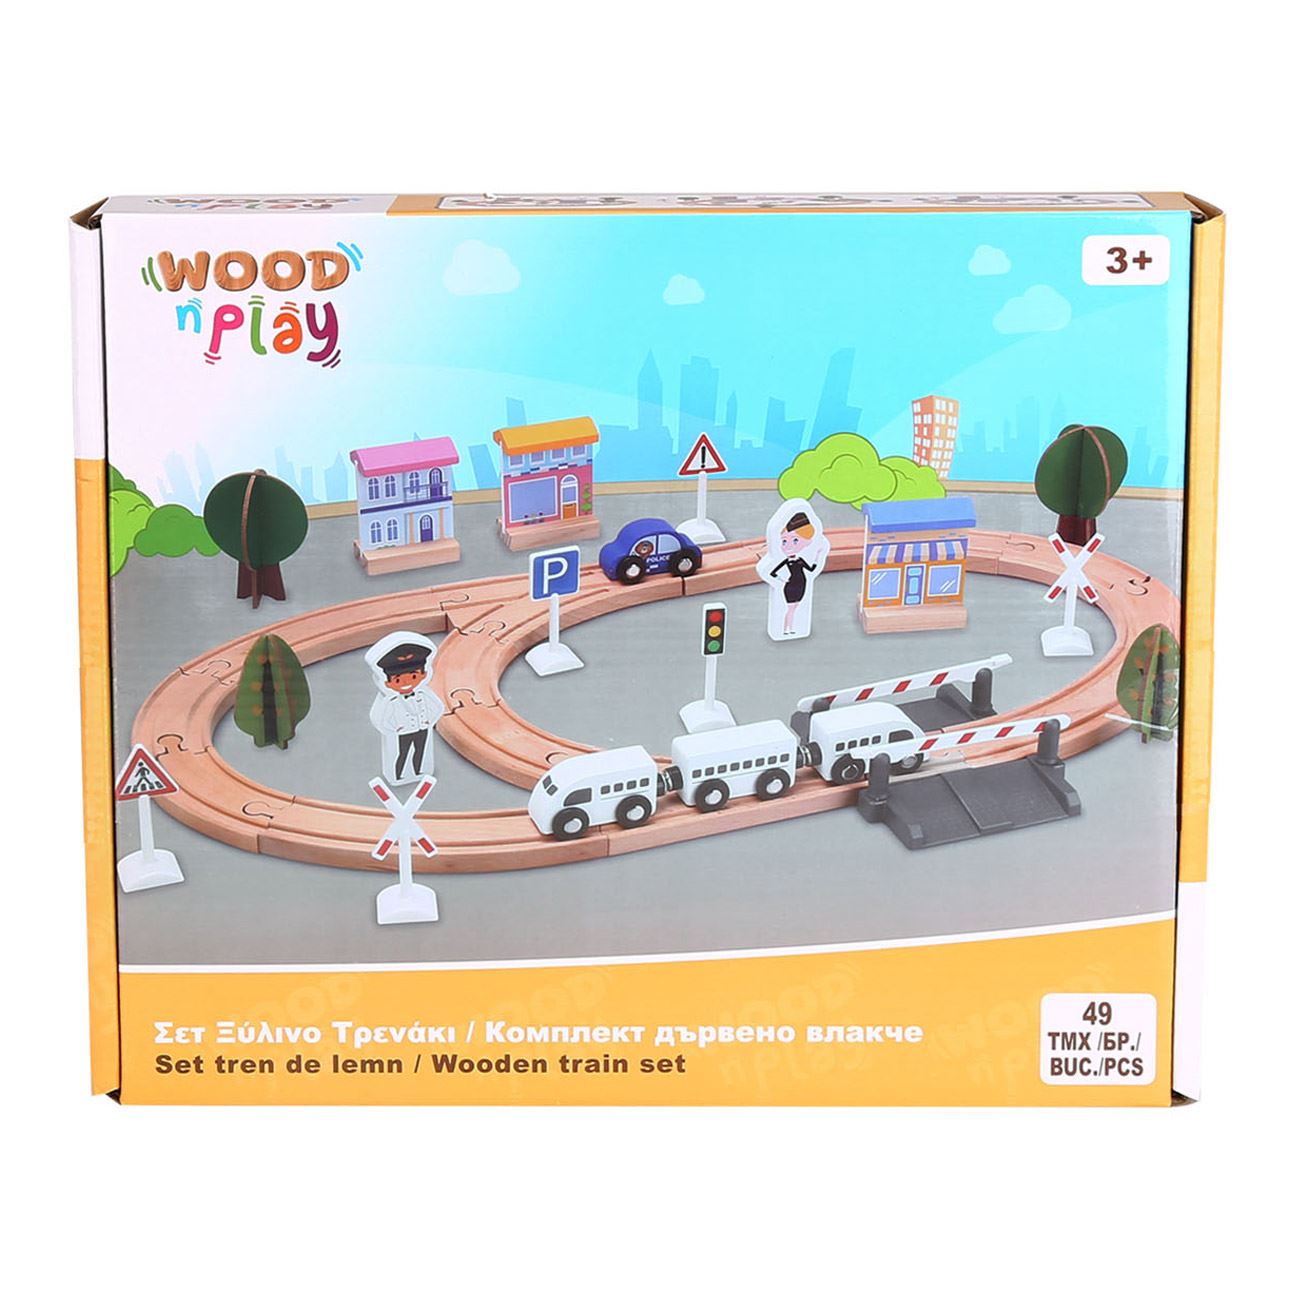 WOOD
n Play
3+
P
POLICE
Σετ Ξύλινο Τρενάκι / Комплект дървено влакче
Set tren de lemn / Wooden train set
49
ΤΜΧ /БР./
BUC./PCS